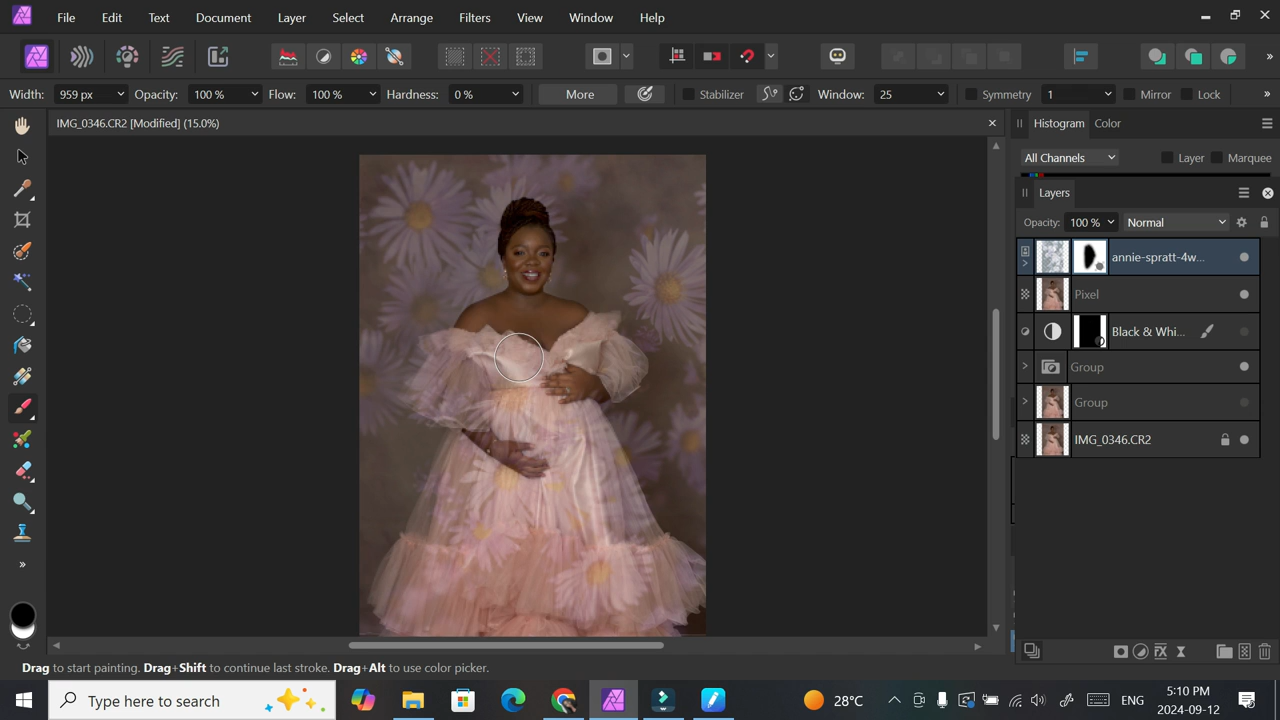 File Edit Text Document Layer Select Arrange Filters View Window Help
Width: 959 px Opacity: 100 % Flow: 100 % Hardness: 0 % More Stabilizer Window: 25 Symmetry 1 Mirror Lock
IMG_0346.CR2 [Modified] (15.0%)
Histogram Color
All Channels Layer Marquee
Layers
Opacity: 100 % Normal
annie-spratt-4w...
Pixel
Black & Whi...
Group
Group
IMG_0346.CR2
Drag to start painting. Drag+Shift to continue last stroke. Drag+Alt to use color picker.
Type here to search
28°C
ENG
5:10 PM
2024-09-12